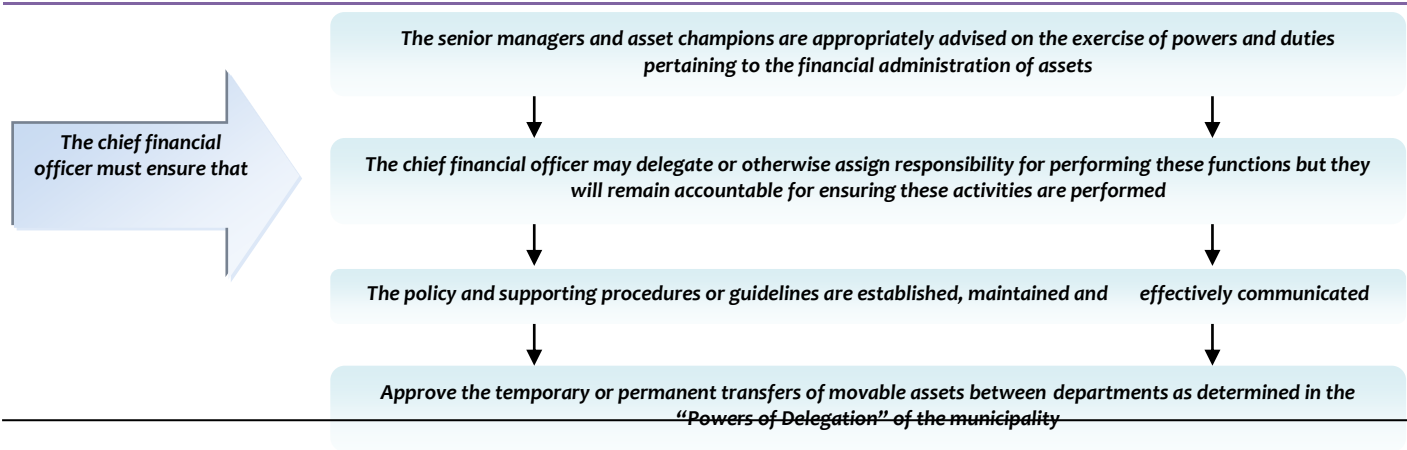 The chief financial
officer must ensure that
The senior managers and asset champions are appropriately advised on the exercise of powers and duties
pertaining to the financial administration of assets
The chief financial officer may delegate or otherwise assign responsibility for performing these functions but they
will remain accountable for ensuring these activities are performed
The policy and supporting procedures or guidelines are established, maintained and effectively communicated
Approve the temporary or permanent transfers of movable assets between departments as determined in the
“Powers of Delegation” of the municipality